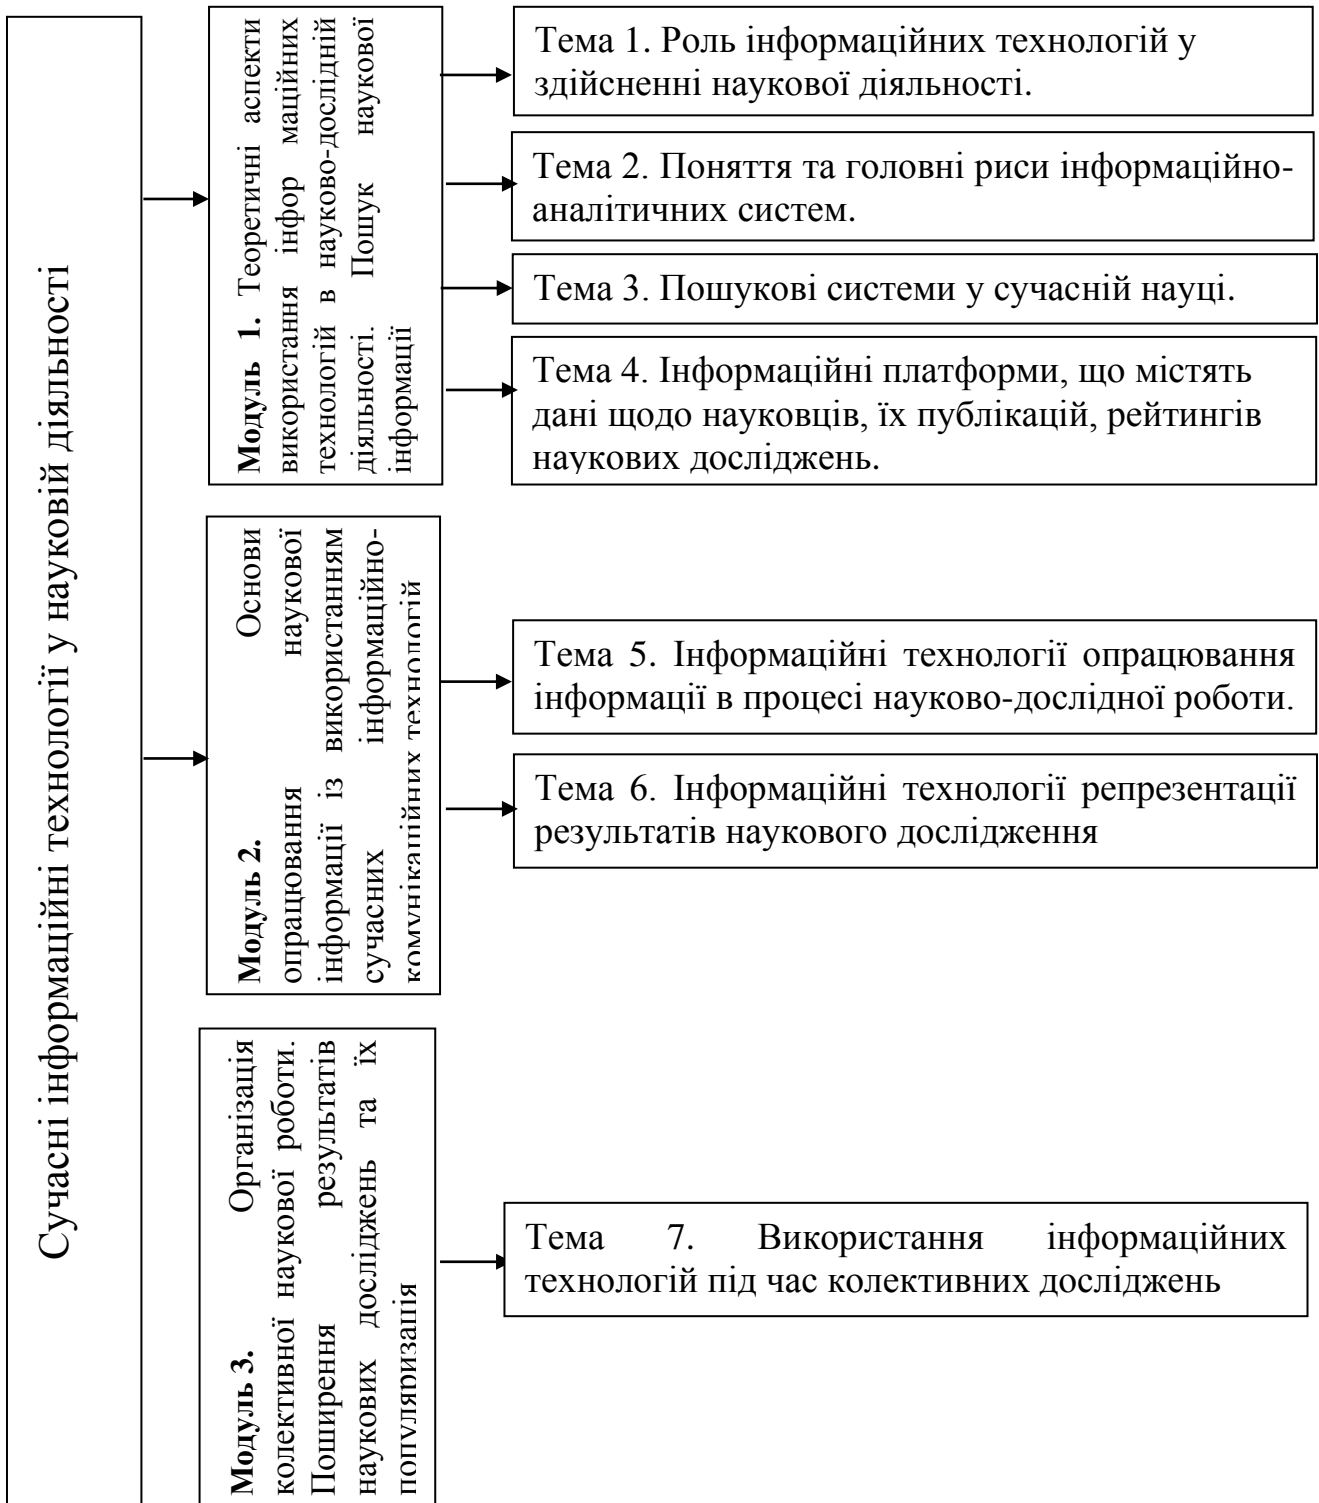 Сучасні інформаційні технології у науковій діяльності
Модуль 1. Теоретичні аспекти
використання інфор маційних
технологій в науково-дослідній
діяльності. Пошук наукової
інформації
Тема 1. Роль інформаційних технологій у
здійсненні наукової діяльності.
Тема 2. Поняття та головні риси інформаційно-
аналітичних систем.
Тема 3. Пошукові системи у сучасній науці.
Тема 4. Інформаційні платформи, що містять
дані щодо науковців, їх публікацій, рейтингів
наукових досліджень.
Модуль 2. Основи
опрацювання наукової
інформації із використанням
сучасних інформаційно-
комунікаційних технологій
Тема 5. Інформаційні технології опрацювання
інформації в процесі науково-дослідної роботи.
Тема 6. Інформаційні технології репрезентації
результатів наукового дослідження
Модуль 3. Організація
колективної наукової роботи.
Поширення результатів
наукових досліджень та їх
популяризація
Тема 7. Використання інформаційних
технологій під час колективних досліджень